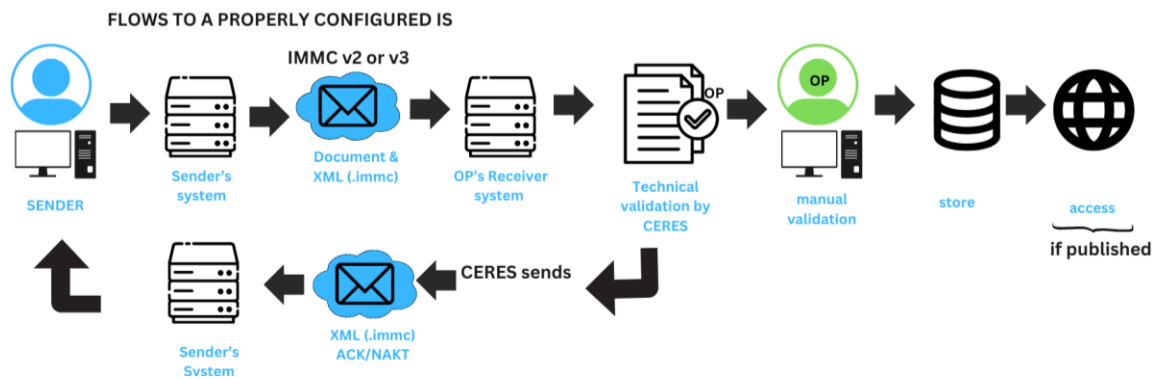 FLOWS TO A PROPERLY CONFIGURED IS
IMMC v2 or v3
OP
OP
Document &
XML (.immc)
Sender's
system
OP's Receiver
system
Technical
validation by
CERES
manual
validation
store
access
SENDER
if published
CERES sends
XML (.immc)
ACK/NAKT
Sender's
System